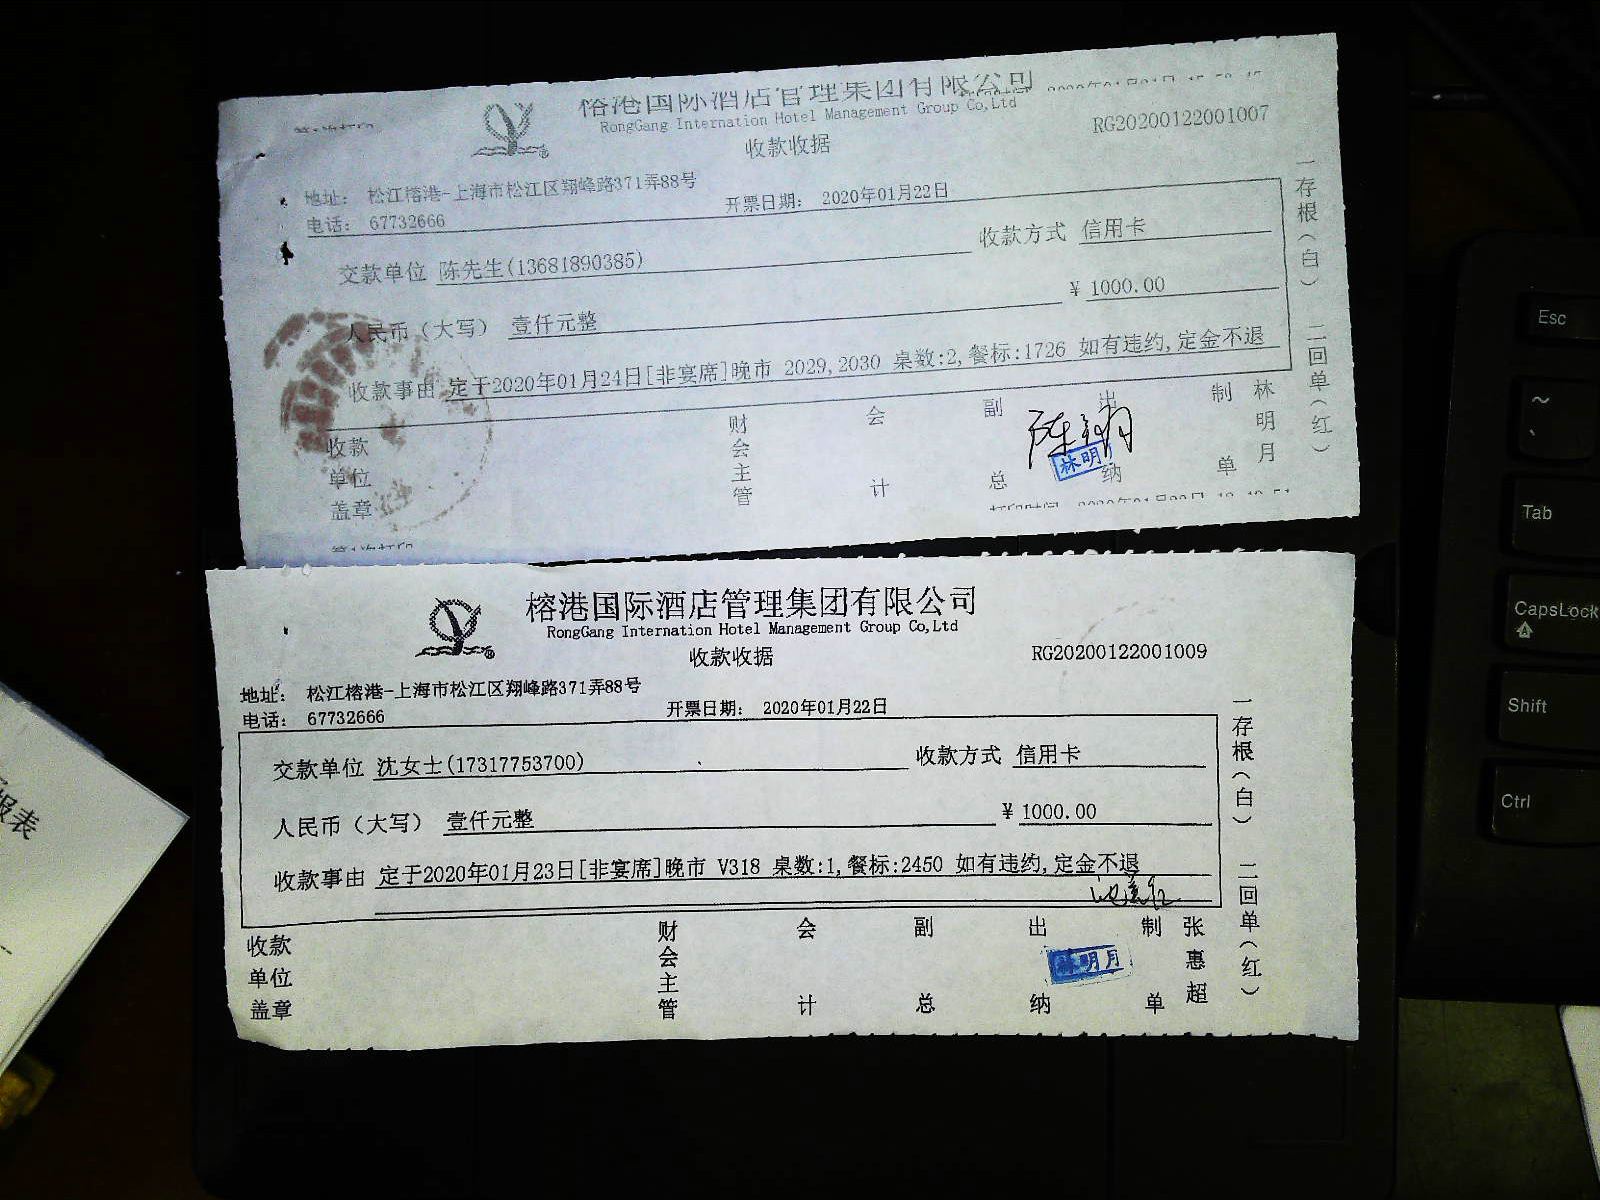 榕港国际酒店管理集团有限公司
RongGang Internation Hotel Management Group Co,Ltd
收款收据
RG20200122001007
地址： 松江榕港-上海市松江区翔峰路371弄88号
电话： 67732666
开票日期： 2020年01月22日
交款单位 陈先生(13681890385)
收款方式 信用卡
人民币（大写） 壹仟元整
¥ 1000.00
收款事由 定于2020年01月24日[非宴席]晚市 2029,2030 桌数:2,餐标:1726 如有违约,定金不退
收款单位盖章
财会主管
会计
副总
出纳
制单
林明月
林明月
一存根（白） 二回单（红）
第1次打印
榕港国际酒店管理集团有限公司
RongGang Internation Hotel Management Group Co,Ltd
收款收据
RG20200122001009
地址： 松江榕港-上海市松江区翔峰路371弄88号
电话： 67732666
开票日期： 2020年01月22日
交款单位 沈女士(17317753700)
收款方式 信用卡
人民币（大写） 壹仟元整
¥ 1000.00
收款事由 定于2020年01月23日[非宴席]晚市 V318 桌数:1,餐标:2450 如有违约,定金不退
收款单位盖章
财会主管
会计
副总
出纳
林明月
制单
张惠超
一存根（白） 二回单（红）
报表
Esc
~
Tab
CapsLock
Shift
Ctrl